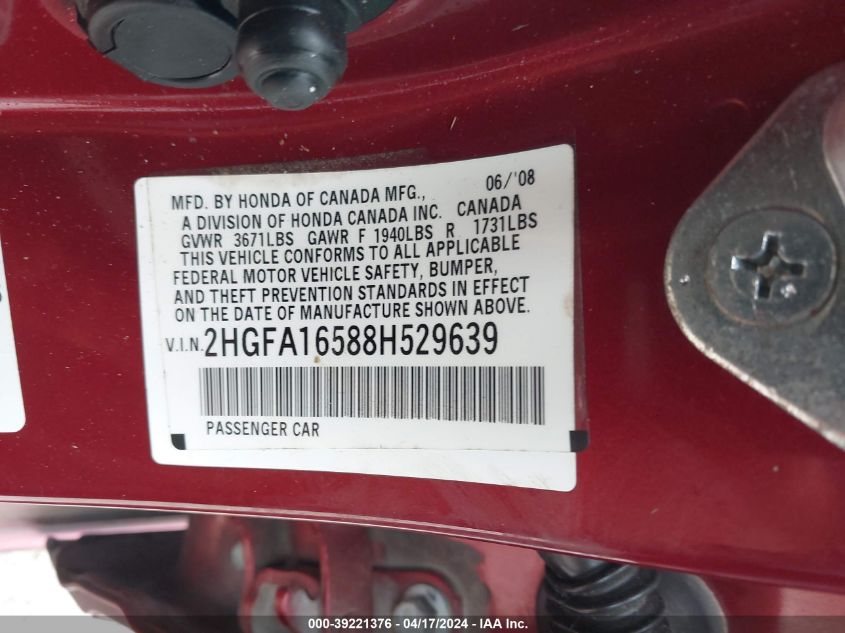 MFD. BY HONDA OF CANADA MFG., 06/'08
A DIVISION OF HONDA CANADA INC. CANADA
GVWR 3671LBS GAWR F 1940LBS R 1731LBS
THIS VEHICLE CONFORMS TO ALL APPLICABLE
FEDERAL MOTOR VEHICLE SAFETY, BUMPER,
AND THEFT PREVENTION STANDARDS IN EFFECT
ON THE DATE OF MANUFACTURE SHOWN ABOVE.
V.I.N. 2HGFA16588H529639
PASSENGER CAR
000-39221376 - 04/17/2024 - IAA Inc.